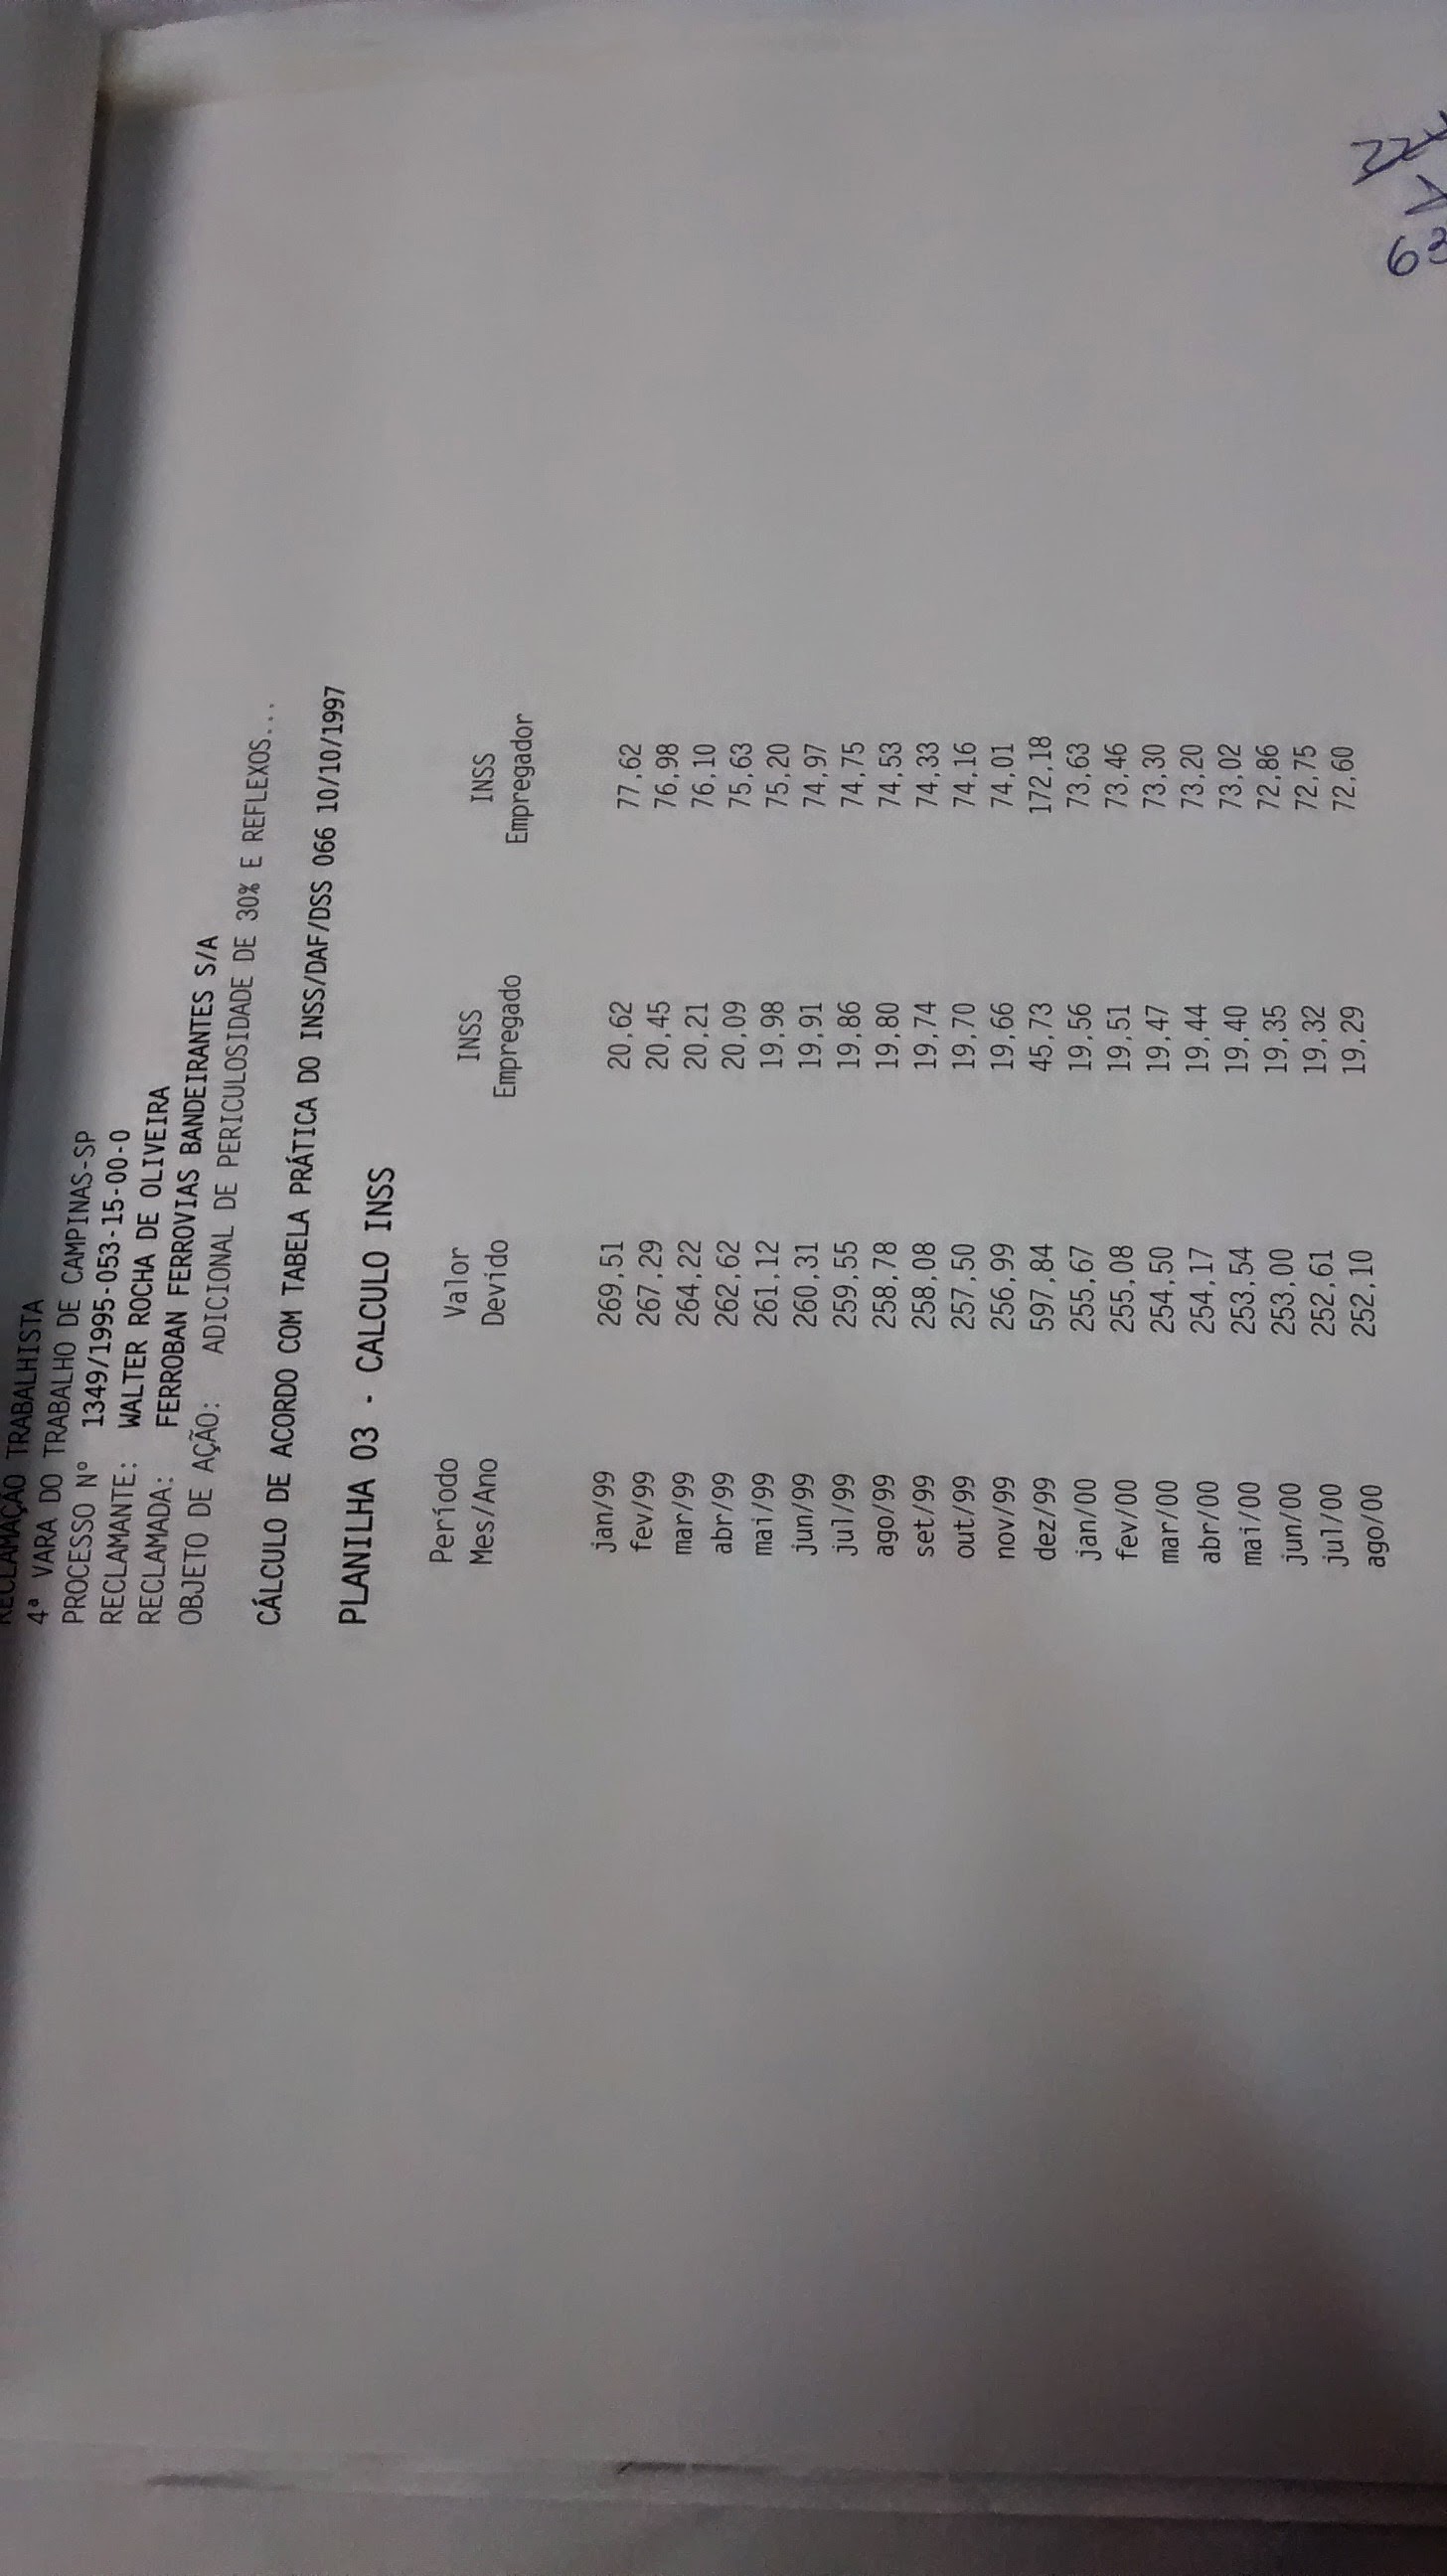 RECLAMAÇÃO TRABALHISTA
4ª VARA DO TRABALHO DE CAMPINAS-SP
PROCESSO Nº 1349/1995-053-15-00-0
RECLAMANTE: WALTER ROCHA DE OLIVEIRA
RECLAMADA: FERROBAN FERROVIAS BANDEIRANTES S/A
OBJETO DE AÇÃO: ADICIONAL DE PERICULOSIDADE DE 30% E REFLEXOS...
CÁLCULO DE ACORDO COM TABELA PRÁTICA DO INSS/DAF/DSS 066 10/10/1997
PLANILHA 03 - CALCULO INSS
Período Valor INSS INSS
Mes/Ano Devido Empregado Empregador
jan/99 269,51 20,62 77,62
fev/99 267,29 20,45 76,98
mar/99 264,22 20,21 76,10
abr/99 262,62 20,09 75,63
mai/99 261,12 19,98 75,20
jun/99 260,31 19,91 74,97
jul/99 259,55 19,86 74,75
ago/99 258,78 19,80 74,53
set/99 258,08 19,74 74,33
out/99 257,50 19,70 74,16
nov/99 256,99 19,66 74,01
dez/99 597,84 45,73 172,18
jan/00 255,67 19,56 73,63
fev/00 255,08 19,51 73,46
mar/00 254,50 19,47 73,30
abr/00 254,17 19,44 73,20
mai/00 253,54 19,40 73,02
jun/00 253,00 19,35 72,86
jul/00 252,61 19,32 72,75
ago/00 252,10 19,29 72,60